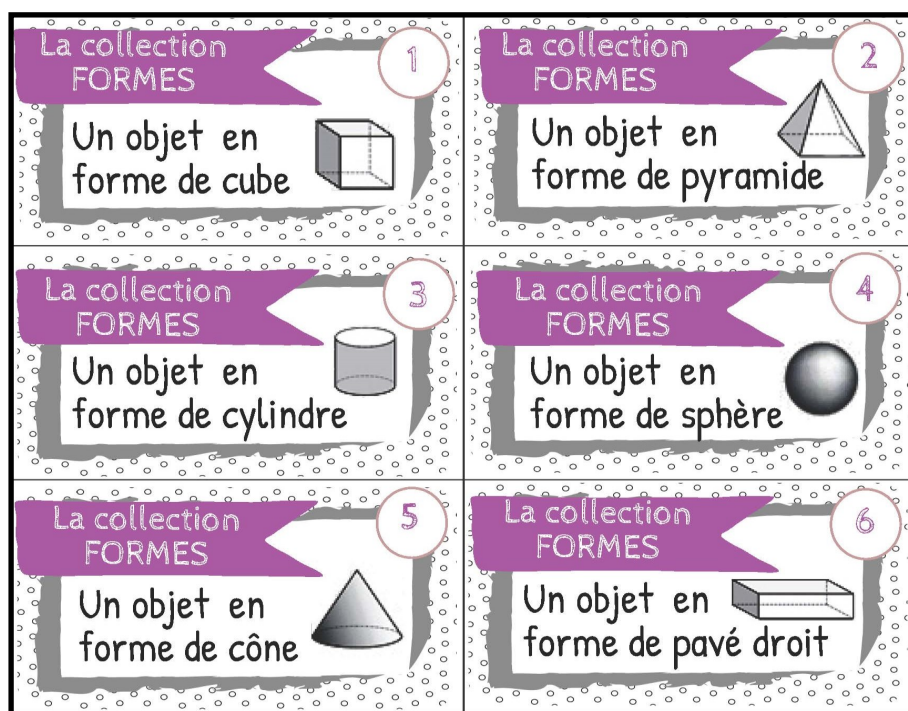 La collection
FORMES
1
Un objet en
forme de cube
La collection
FORMES
2
Un objet en
forme de pyramide
La collection
FORMES
3
Un objet en
forme de cylindre
La collection
FORMES
4
Un objet en
forme de sphère
La collection
FORMES
5
Un objet en
forme de cône
La collection
FORMES
6
Un objet en
forme de pavé droit